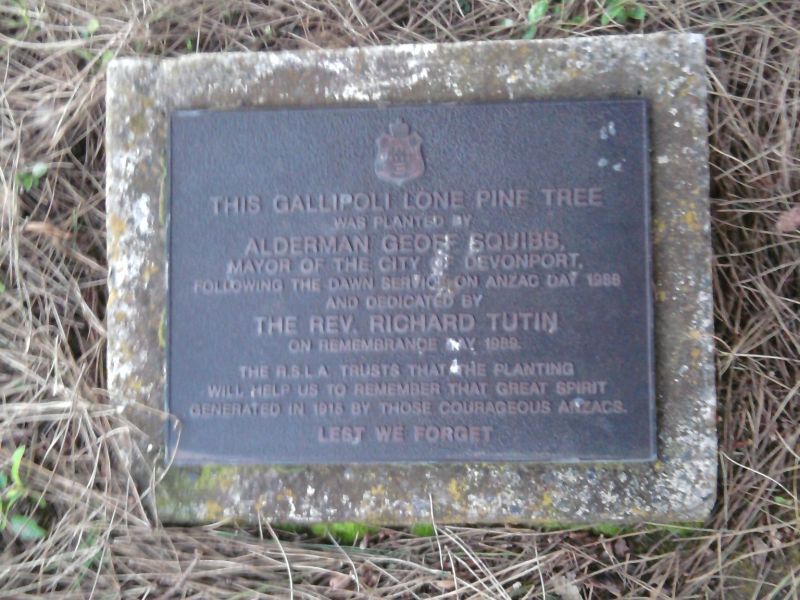 THIS GALLIPOLI LONE PINE TREE
WAS PLANTED BY
ALDERMAN GEOFF SQUIBB,
MAYOR OF THE CITY OF DEVONPORT,
FOLLOWING THE DAWN SERVICE ON ANZAC DAY 1988
AND DEDICATED BY
THE REV. RICHARD TUTIN
ON REMEMBRANCE DAY 1989.
THE R.S.L.A. TRUSTS THAT THE PLANTING
WILL HELP US TO REMEMBER THAT GREAT SPIRIT
GENERATED IN 1915 BY THOSE COURAGEOUS ANZACS.
LEST WE FORGET